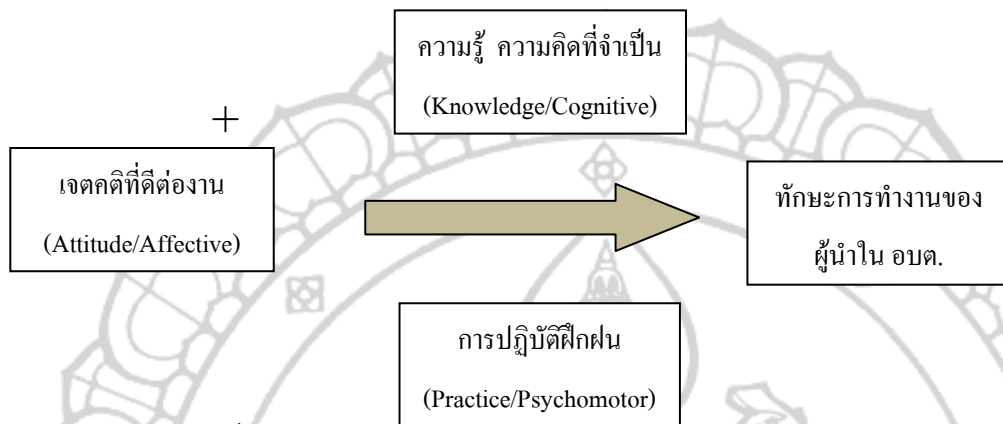 ความรู้ ความคิดที่จำเป็น
(Knowledge/Cognitive)
+
เจตคติที่ดีต่องาน
(Attitude/Affective)
ทักษะการทำงานของ
ผู้นำใน อบต.
การปฏิบัติฝึกฝน
(Practice/Psychomotor)